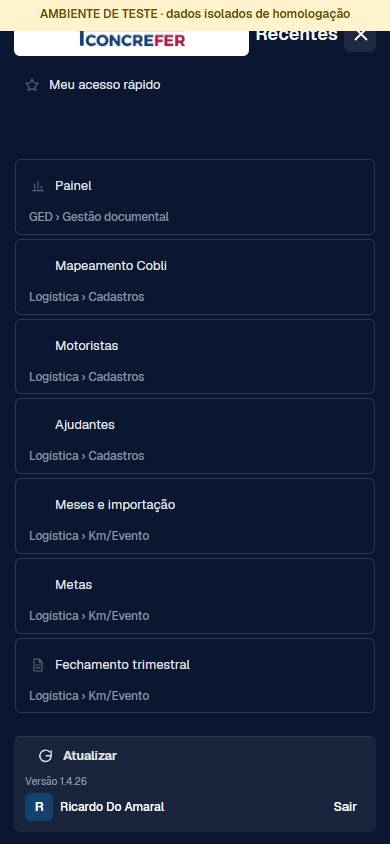 AMBIENTE DE TESTE · dados isolados de homologação
CONCREFER
Recentes
Meu acesso rápido
Painel
GED › Gestão documental
Mapeamento Cobli
Logística › Cadastros
Motoristas
Logística › Cadastros
Ajudantes
Logística › Cadastros
Meses e importação
Logística › Km/Evento
Metas
Logística › Km/Evento
Fechamento trimestral
Logística › Km/Evento
Atualizar
Versão 1.4.26
R Ricardo Do Amaral Sair